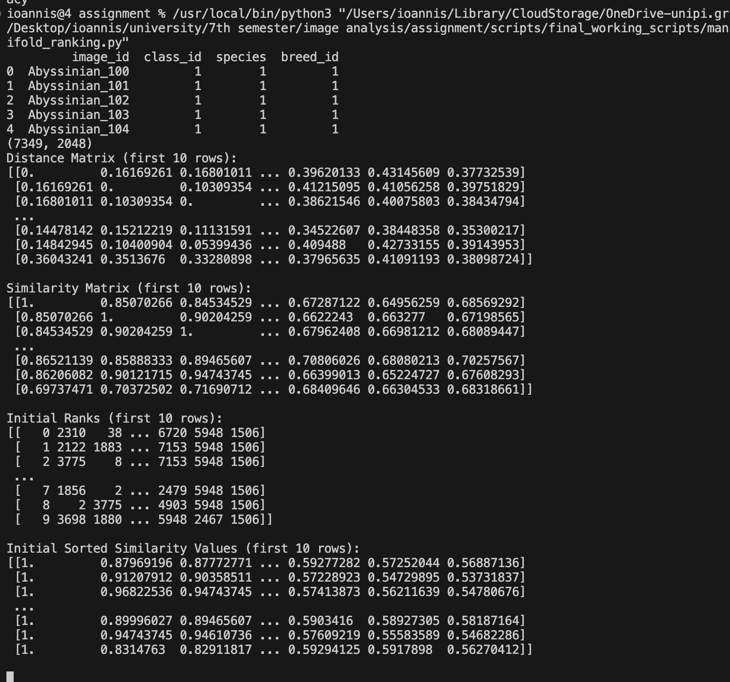 acy
ioannis@4 assignment % /usr/local/bin/python3 "/Users/ioannis/Library/CloudStorage/OneDrive-unipi.gr
/Desktop/ioannis/university/7th semester/image analysis/assignment/scripts/final_working_scripts/man
ifold_ranking.py"
image_id class_id species breed_id
0 Abyssinian_100 1 1 1
1 Abyssinian_101 1 1 1
2 Abyssinian_102 1 1 1
3 Abyssinian_103 1 1 1
4 Abyssinian_104 1 1 1
(7349, 2048)
Distance Matrix (first 10 rows):
[[0. 0.16169261 0.16801011 ... 0.39620133 0.43145609 0.37732539]
[0.16169261 0. 0.10309354 ... 0.41215095 0.41056258 0.39751829]
[0.16801011 0.10309354 0. ... 0.38621546 0.40075803 0.38434794]
...
[0.14478142 0.15212219 0.11131591 ... 0.34522607 0.38448358 0.35300217]
[0.14842945 0.10400904 0.05399436 ... 0.409488 0.42733155 0.39143953]
[0.36043241 0.3513676 0.33280898 ... 0.37965635 0.41091193 0.38098724]]
Similarity Matrix (first 10 rows):
[[1. 0.85070266 0.84534529 ... 0.67287122 0.64956259 0.68569292]
[0.85070266 1. 0.90204259 ... 0.6622243 0.663277 0.67198565]
[0.84534529 0.90204259 1. ... 0.67962408 0.66981212 0.68089447]
...
[0.86521139 0.85888333 0.89465607 ... 0.70806026 0.68080213 0.70257567]
[0.86206082 0.90121715 0.94743745 ... 0.66399013 0.65224727 0.67608293]
[0.69737471 0.70372502 0.71690712 ... 0.68409646 0.66304533 0.68318661]]
Initial Ranks (first 10 rows):
[[ 0 2310 38 ... 6720 5948 1506]
[ 1 2122 1883 ... 7153 5948 1506]
[ 2 3775 8 ... 7153 5948 1506]
...
[ 7 1856 2 ... 2479 5948 1506]
[ 8 2 3775 ... 4903 5948 1506]
[ 9 3698 1880 ... 5948 2467 1506]]
Initial Sorted Similarity Values (first 10 rows):
[[1. 0.87969196 0.87772771 ... 0.59277282 0.57252044 0.56887136]
[1. 0.91207912 0.90358511 ... 0.57228923 0.54729895 0.53731837]
[1. 0.96822536 0.94743745 ... 0.57413873 0.56211639 0.54780676]
...
[1. 0.89996027 0.89465607 ... 0.5903416 0.58927305 0.58187164]
[1. 0.94743745 0.94610736 ... 0.57609219 0.55583589 0.54682286]
[1. 0.8314763 0.82911817 ... 0.59294125 0.5917898 0.56270412]]